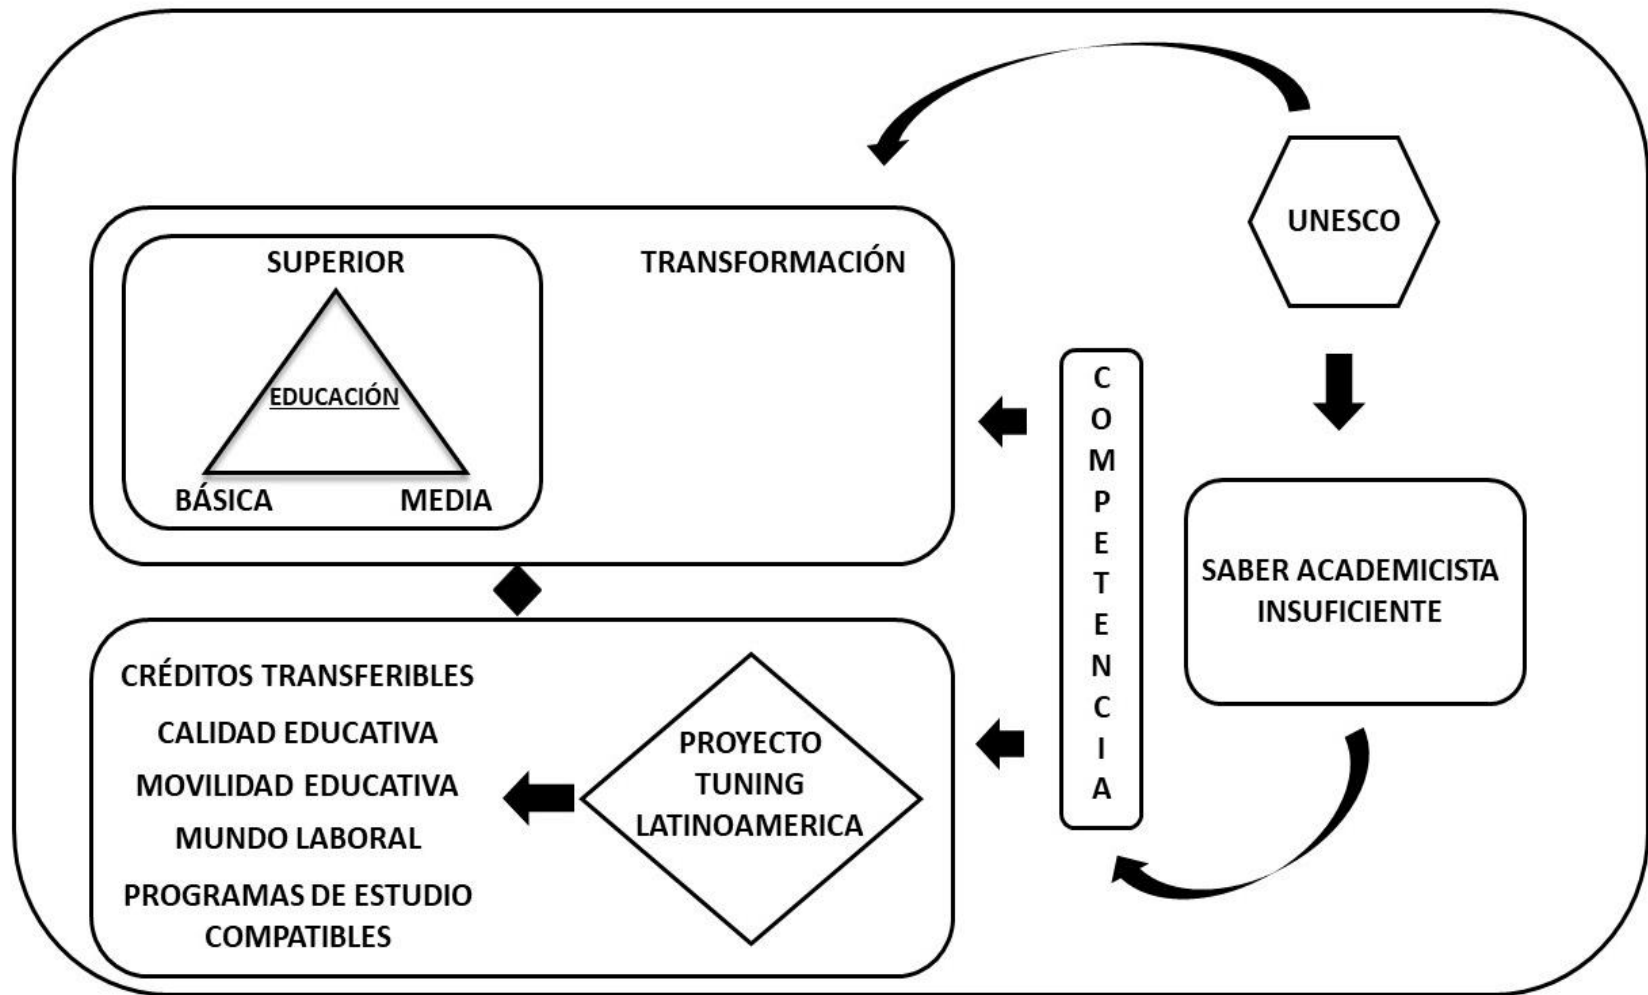 UNESCO
SUPERIOR
TRANSFORMACIÓN
EDUCACIÓN
BÁSICA
MEDIA
COMPETENCIA
SABER ACADEMICISTA
INSUFICIENTE
CRÉDITOS TRANSFERIBLES
CALIDAD EDUCATIVA
MOVILIDAD EDUCATIVA
MUNDO LABORAL
PROGRAMAS DE ESTUDIO
COMPATIBLES
PROYECTO
TUNING
LATINOAMERICA